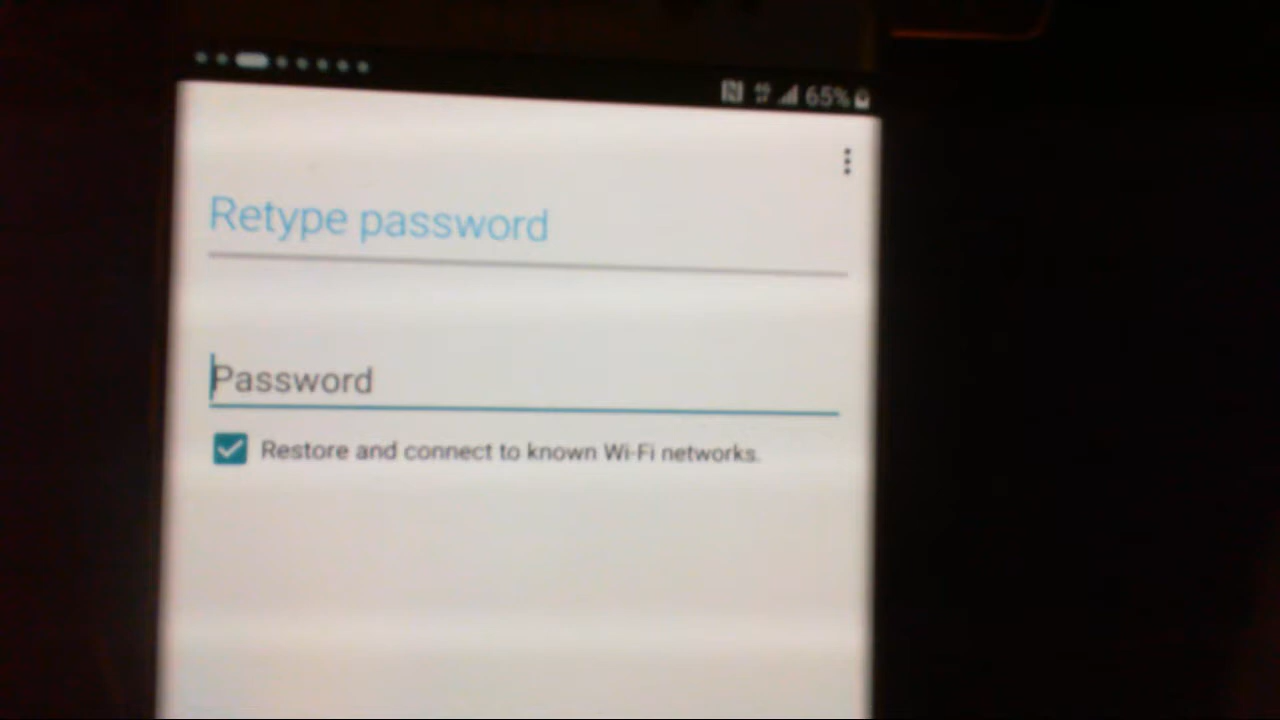 65%
Retype password
Password
Restore and connect to known Wi-Fi networks.